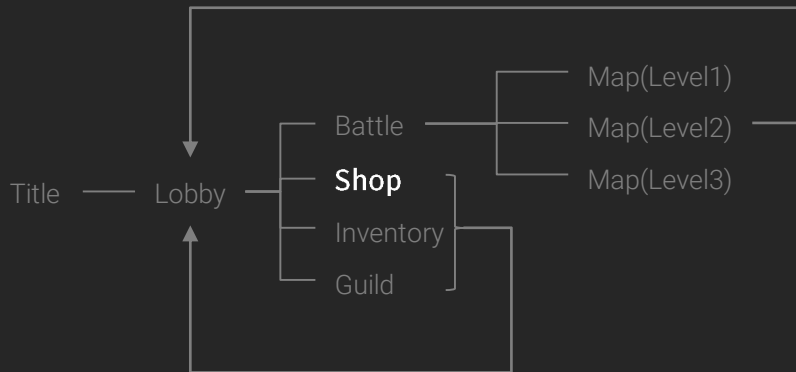 Title
Lobby
Battle
Shop
Inventory
Guild
Map(Level1)
Map(Level2)
Map(Level3)